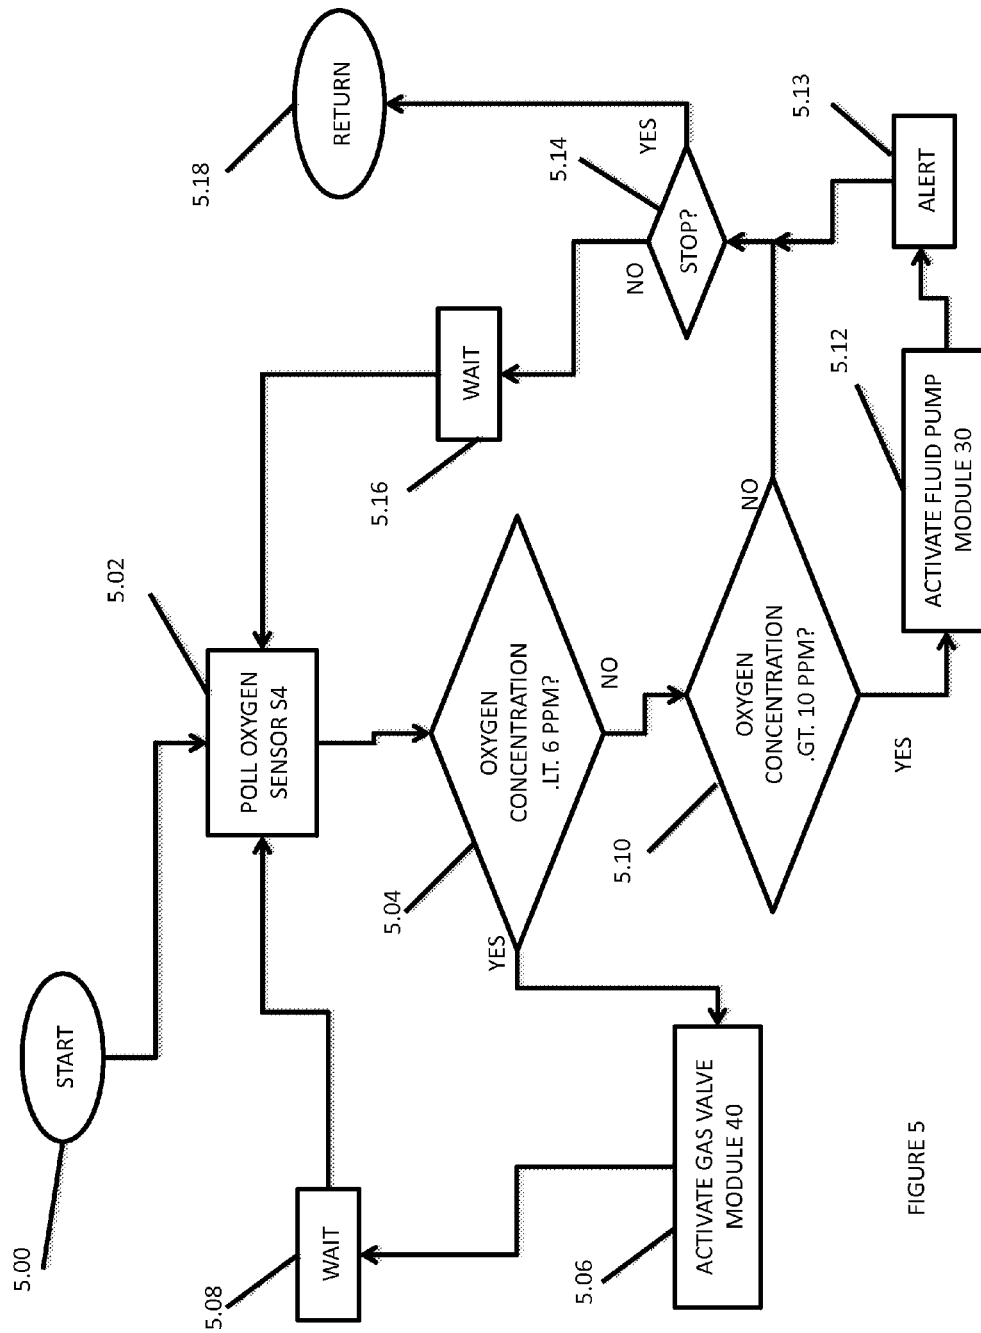 5.00
START
5.02
POLL OXYGEN
SENSOR S4
5.08
WAIT
5.04
OXYGEN
CONCENTRATION
.LT. 6 PPM?
YES
NO
5.06
ACTIVATE GAS VALVE
MODULE 40
5.10
OXYGEN
CONCENTRATION
.GT. 10 PPM?
YES
NO
5.12
ACTIVATE FLUID PUMP
MODULE 30
5.13
ALERT
5.14
STOP?
NO
YES
5.16
WAIT
5.18
RETURN
FIGURE 5